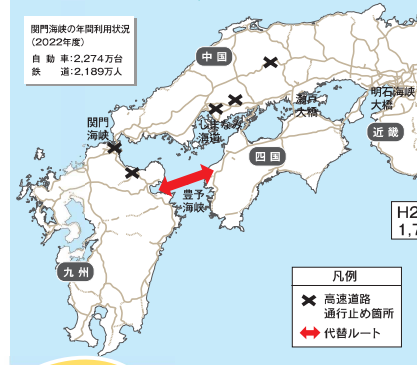 関門海峡の年間利用状況
(2022年度)
自動車:2,274万台
鉄　道:2,189万人
中国
瀬戸
大橋
明石海峡
大橋
しまなみ
海道
近畿
関門
海峡
四国
豊予
海峡
九州
H2
1,7
凡例
高速道路
通行止め箇所
代替ルート